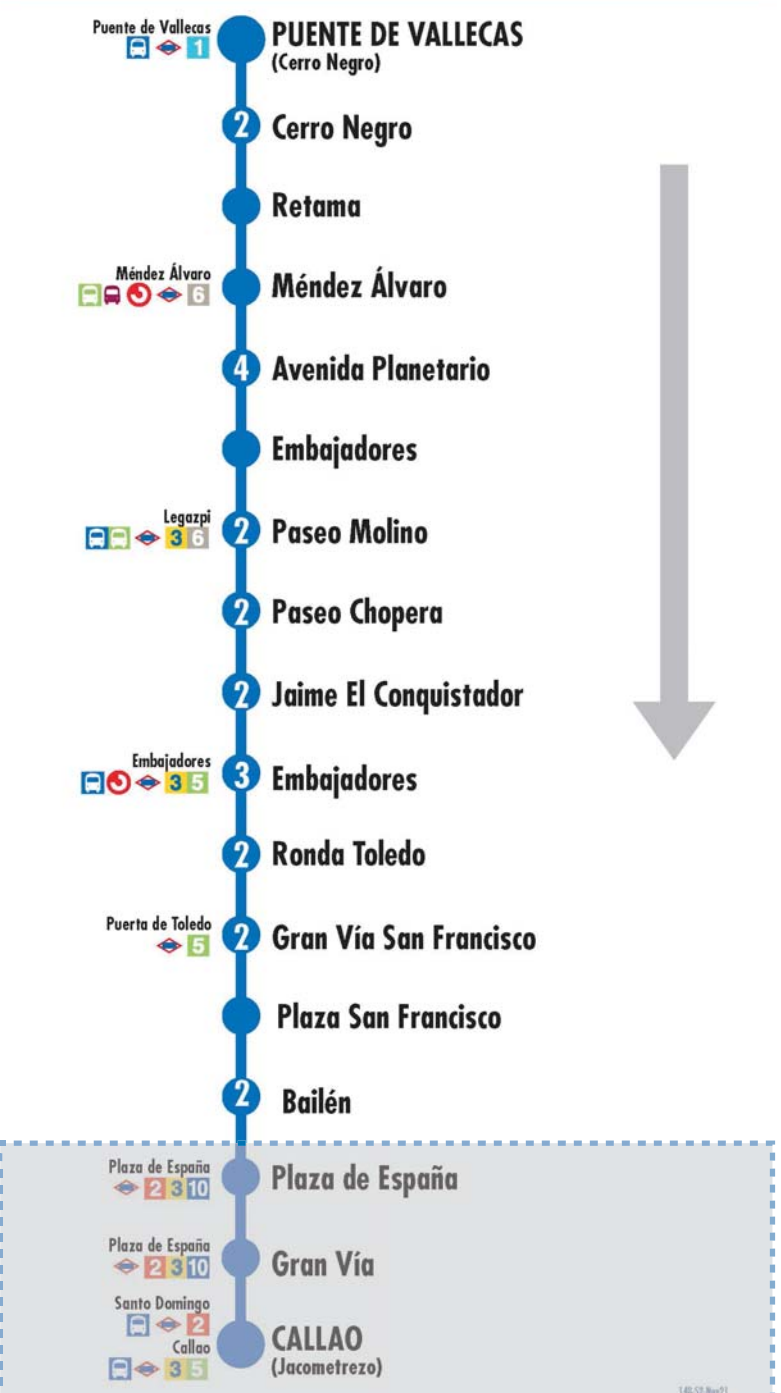 Puente de Vallecas
1
PUENTE DE VALLECAS
(Cerro Negro)
2 Cerro Negro
Retama
Méndez Álvaro
6
Méndez Álvaro
4 Avenida Planetario
Embajadores
Legazpi
3 6
2 Paseo Molino
2 Paseo Chopera
2 Jaime El Conquistador
Embajadores
3 5
3 Embajadores
2 Ronda Toledo
Puerta de Toledo
5
2 Gran Vía San Francisco
Plaza San Francisco
2 Bailén
Plaza de España
2 3 10
Plaza de España
Plaza de España
2 3 10
Gran Vía
Santo Domingo
2
Callao
3 5
CALLAO
(Jacometrezo)